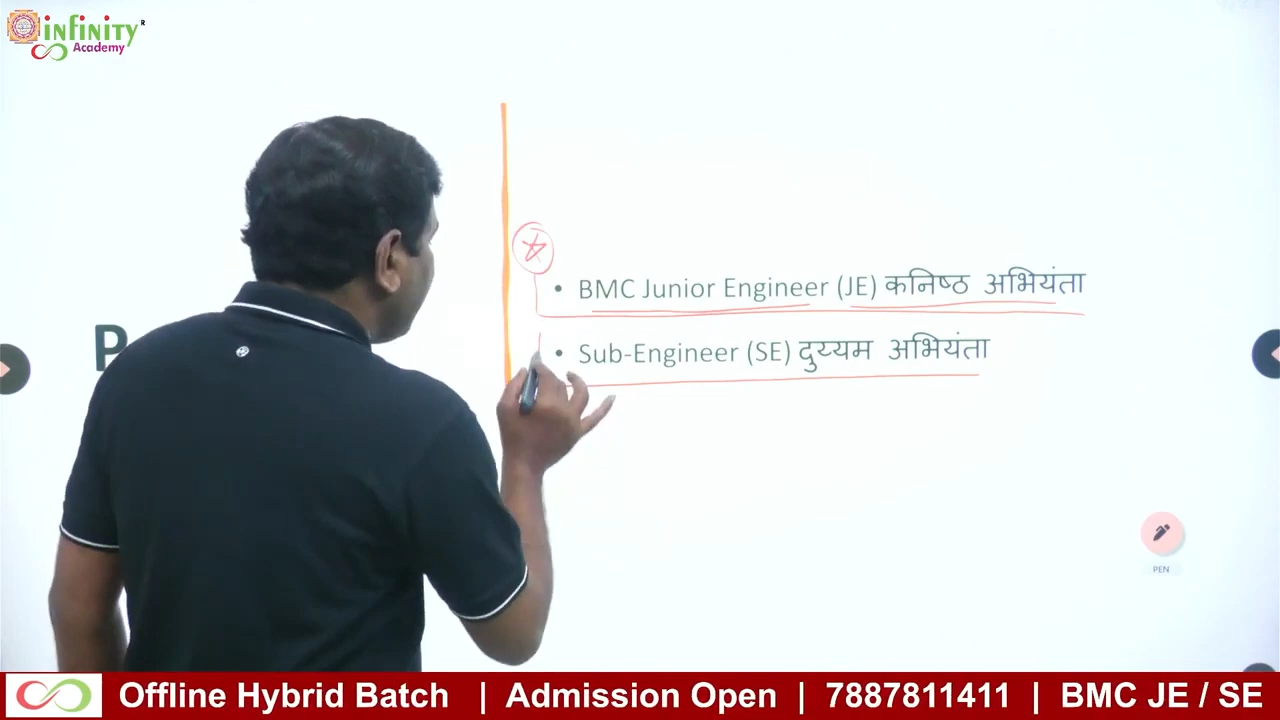 infinity
Academy
P
BMC Junior Engineer (JE) कनिष्ठ अभियंता
Sub-Engineer (SE) दुय्यम अभियंता
PEN
Offline Hybrid Batch | Admission Open | 7887811411 | BMC JE / SE